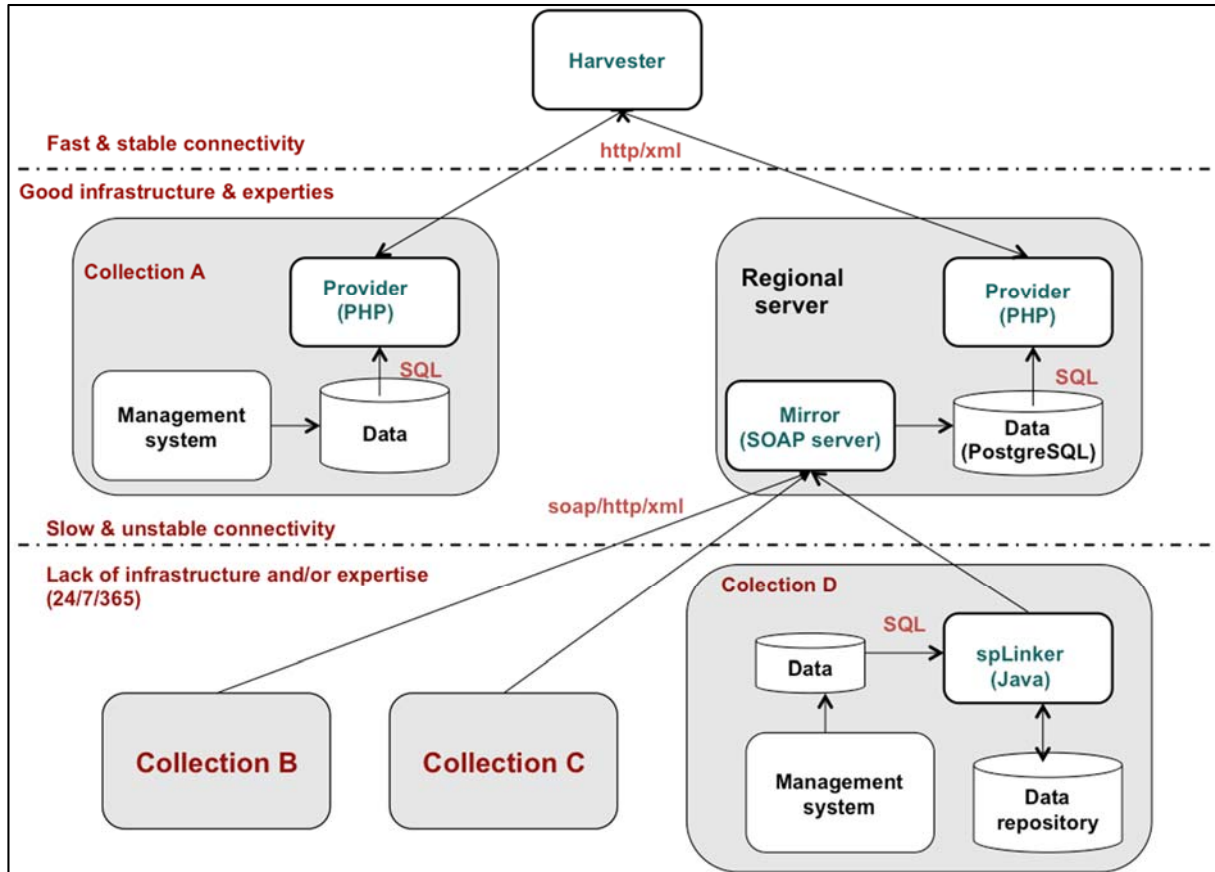 Harvester
Fast & stable connectivity
http/xml
Good infrastructure & experties
Collection A
Provider
(PHP)
SQL
Management
system
Data
Regional
server
Provider
(PHP)
SQL
Mirror
(SOAP server)
Data
(PostgreSQL)
soap/http/xml
Slow & unstable connectivity
Lack of infrastructure and/or expertise
(24/7/365)
Collection B
Collection C
Colection D
SQL
Data
spLinker
(Java)
Management
system
Data
repository